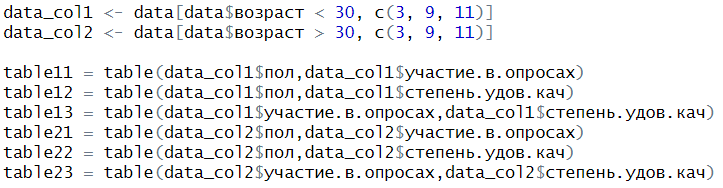 data_col1 <- data[data$возраст < 30, c(3, 9, 11)]
data_col2 <- data[data$возраст > 30, c(3, 9, 11)]
table11 = table(data_col1$пол,data_col1$участие.в.опросах)
table12 = table(data_col1$пол,data_col1$степень.удов.кач)
table13 = table(data_col1$участие.в.опросах,data_col1$степень.удов.кач)
table21 = table(data_col2$пол,data_col2$участие.в.опросах)
table22 = table(data_col2$пол,data_col2$степень.удов.кач)
table23 = table(data_col2$участие.в.опросах,data_col2$степень.удов.кач)